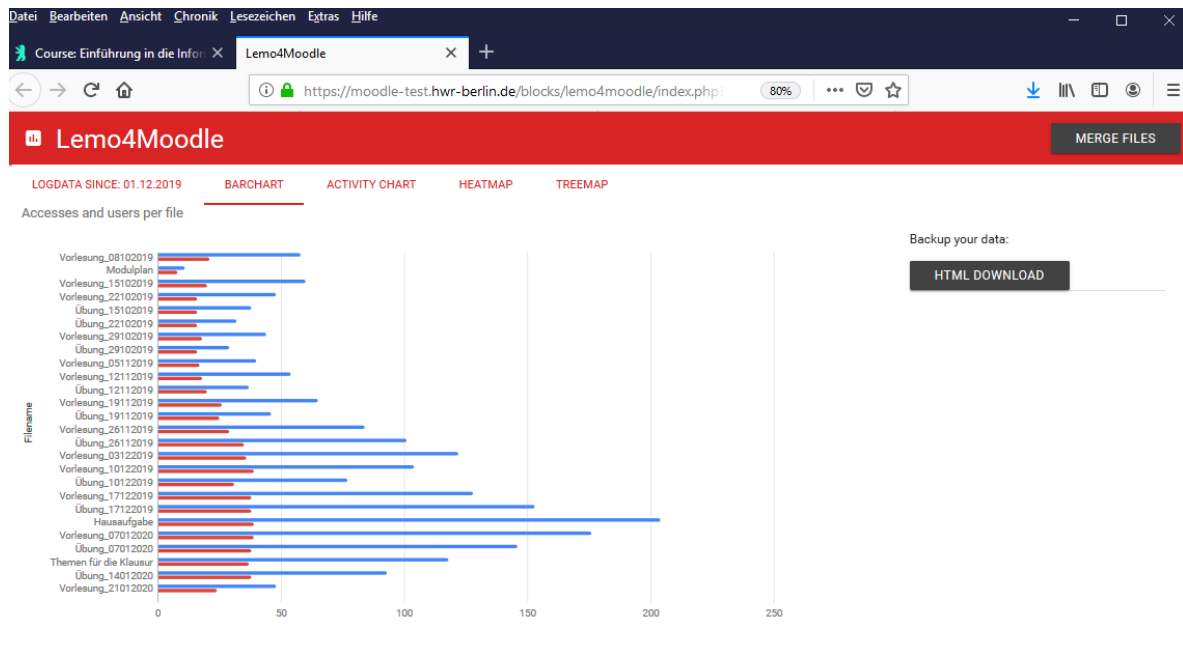 Datei Bearbeiten Ansicht Chronik Lesezeichen Extras Hilfe
Course: Einführung in die Infor
Lemo4Moodle
https://moodle-test.hwr-berlin.de/blocks/lemo4moodle/index.php?
80%
Lemo4Moodle
MERGE FILES
LOGDATA SINCE: 01.12.2019 BARCHART ACTIVITY CHART HEATMAP TREEMAP
Accesses and users per file
Backup your data:
HTML DOWNLOAD
Filename
Vorlesung_08102019
Modulplan
Vorlesung_15102019
Vorlesung_22102019
Übung_15102019
Übung_22102019
Vorlesung_29102019
Übung_29102019
Vorlesung_05112019
Vorlesung_12112019
Übung_12112019
Vorlesung_19112019
Übung_19112019
Vorlesung_26112019
Übung_26112019
Vorlesung_03122019
Vorlesung_10122019
Übung_10122019
Vorlesung_17122019
Übung_17122019
Hausaufgabe
Vorlesung_07012020
Übung_07012020
Themen für die Klausur
Übung_14012020
Vorlesung_21012020
0 50 100 150 200 250